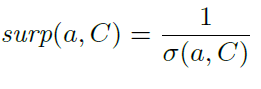 surp(a, C) = 1 / σ(a, C)